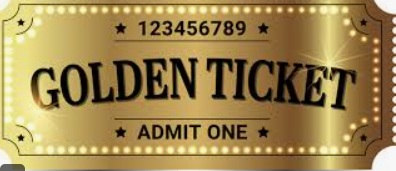 ★ 123456789 ★
GOLDEN TICKET
★ ADMIT ONE ★